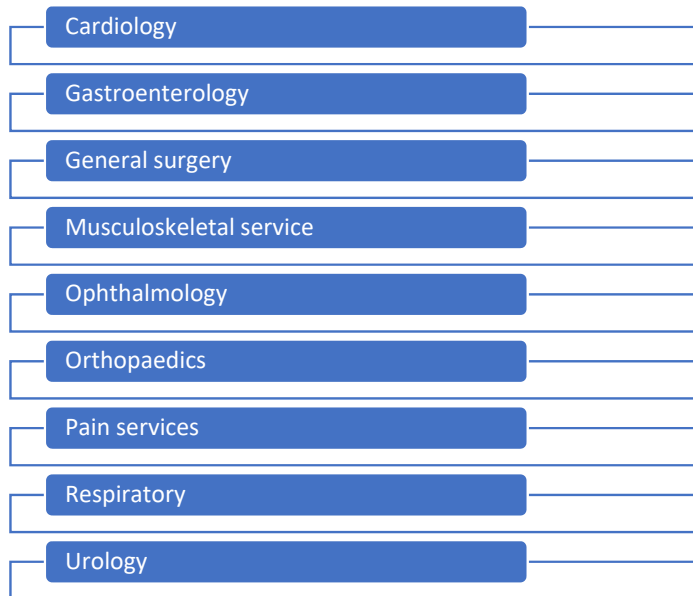 Cardiology
Gastroenterology
General surgery
Musculoskeletal service
Ophthalmology
Orthopaedics
Pain services
Respiratory
Urology